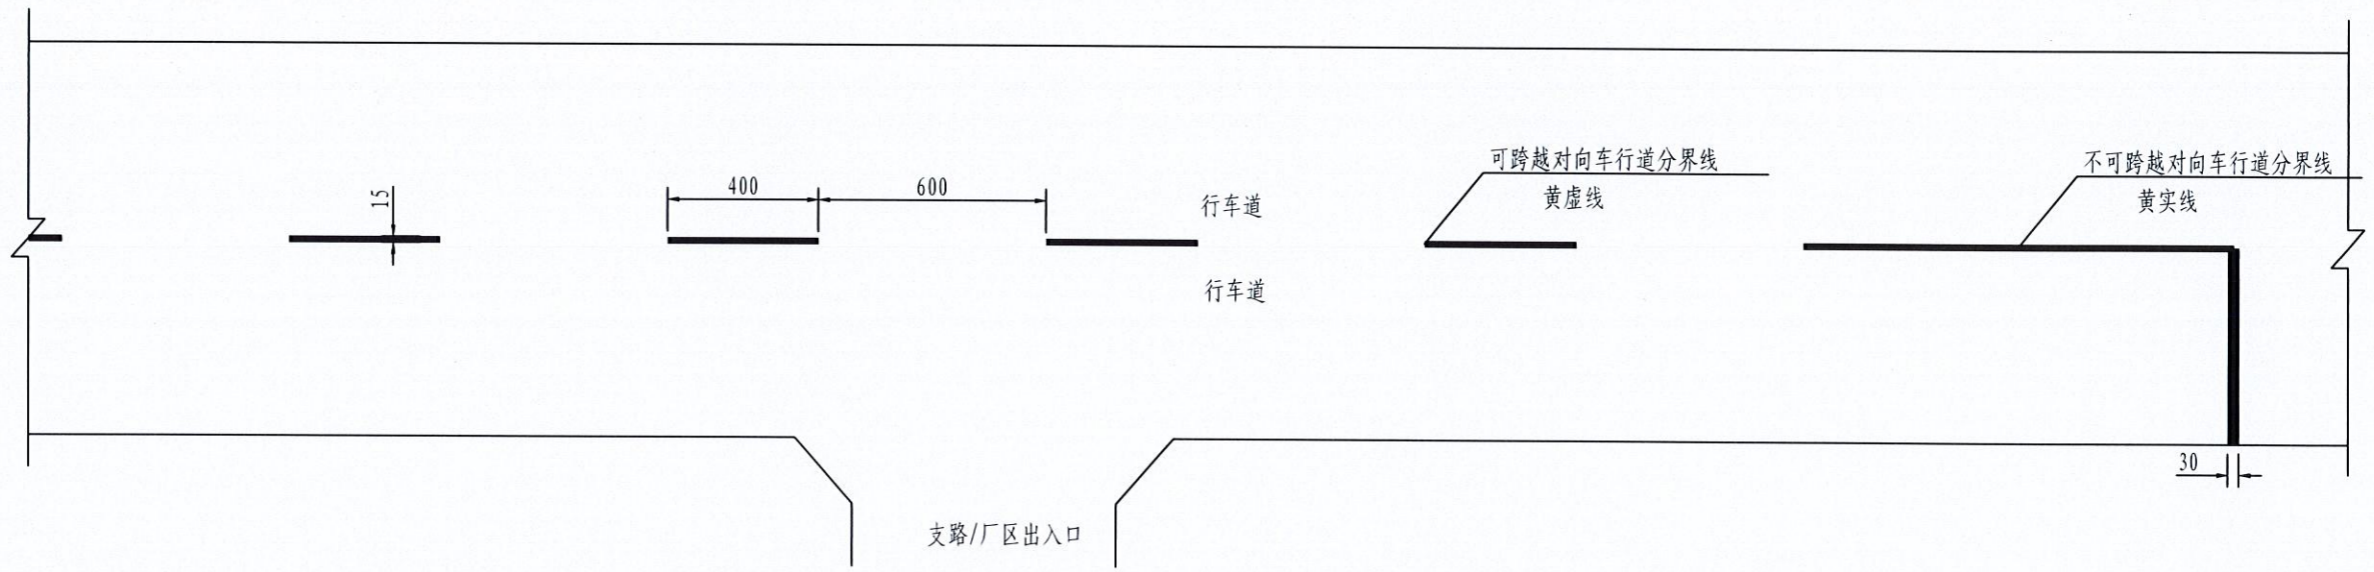 可跨越对向车行道分界线
黄虚线
不可跨越对向车行道分界线
黄实线
15
400
600
行车道
行车道
30
支路/厂区出入口